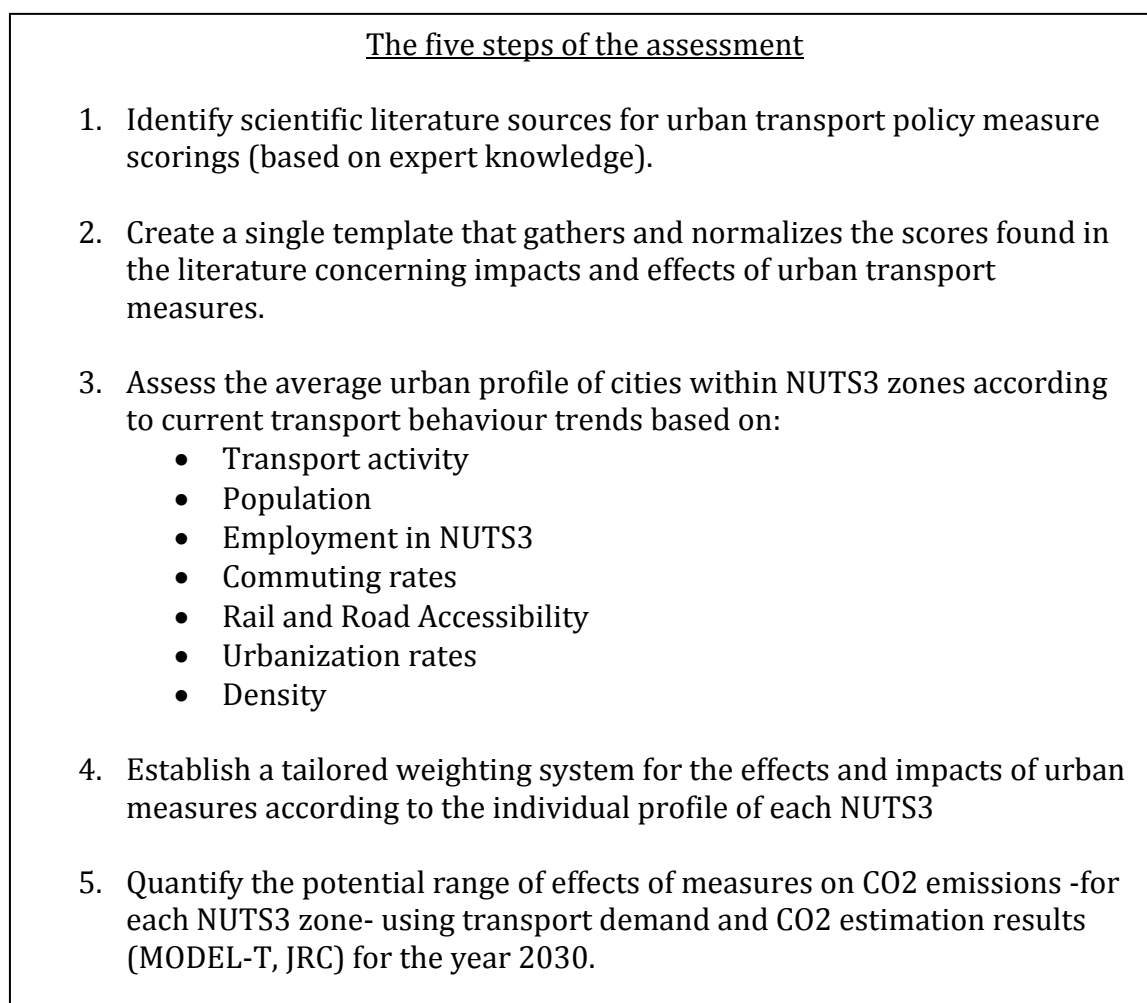 The five steps of the assessment
1. Identify scientific literature sources for urban transport policy measure
scorings (based on expert knowledge).
2. Create a single template that gathers and normalizes the scores found in
the literature concerning impacts and effects of urban transport
measures.
3. Assess the average urban profile of cities within NUTS3 zones according
to current transport behaviour trends based on:
• Transport activity
• Population
• Employment in NUTS3
• Commuting rates
• Rail and Road Accessibility
• Urbanization rates
• Density
4. Establish a tailored weighting system for the effects and impacts of urban
measures according to the individual profile of each NUTS3
5. Quantify the potential range of effects of measures on CO2 emissions -for
each NUTS3 zone- using transport demand and CO2 estimation results
(MODEL-T, JRC) for the year 2030.